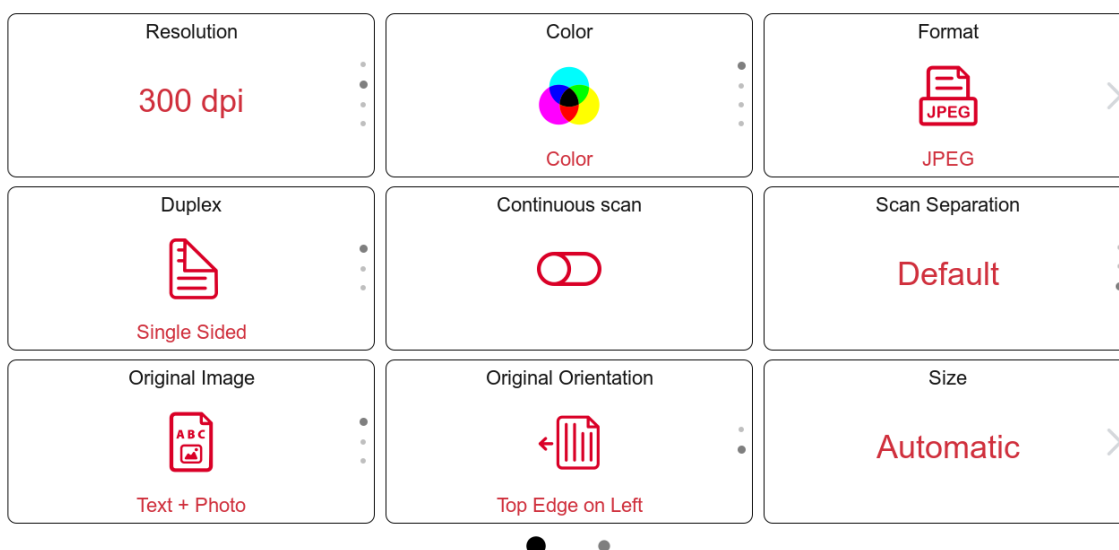 Resolution
300 dpi
Color
Color
Format
JPEG
JPEG
Duplex
Single Sided
Continuous scan
Scan Separation
Default
Original Image
ABC
Text + Photo
Original Orientation
Top Edge on Left
Size
Automatic